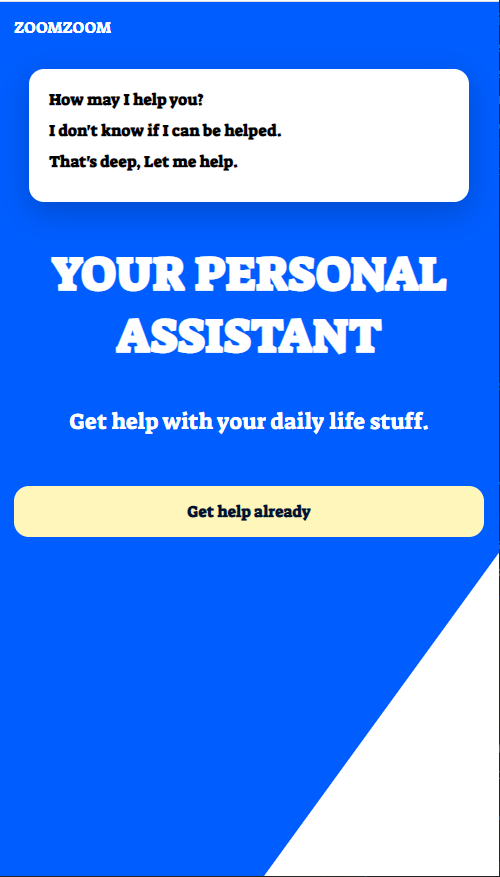 ZOOMZOOM
How may I help you?
I don't know if I can be helped.
That's deep, Let me help.
YOUR PERSONAL
ASSISTANT
Get help with your daily life stuff.
Get help already